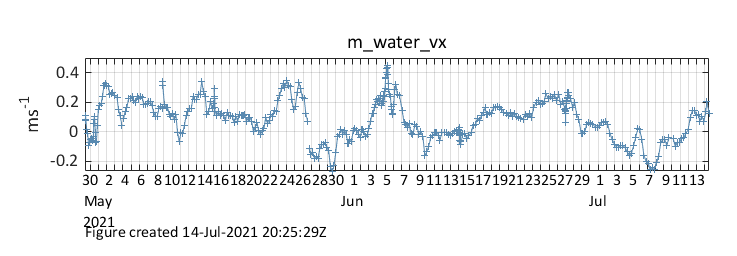 m_water_vx
ms-1
0.4
0.2
0
-0.2
30 2 4 6 8 10 12 14 16 18 20 22 24 26 28 30 1 3 5 7 9 11 13 15 17 19 21 23 25 27 29 1 3 5 7 9 11 13
May Jun Jul
2021
Figure created 14-Jul-2021 20:25:29Z